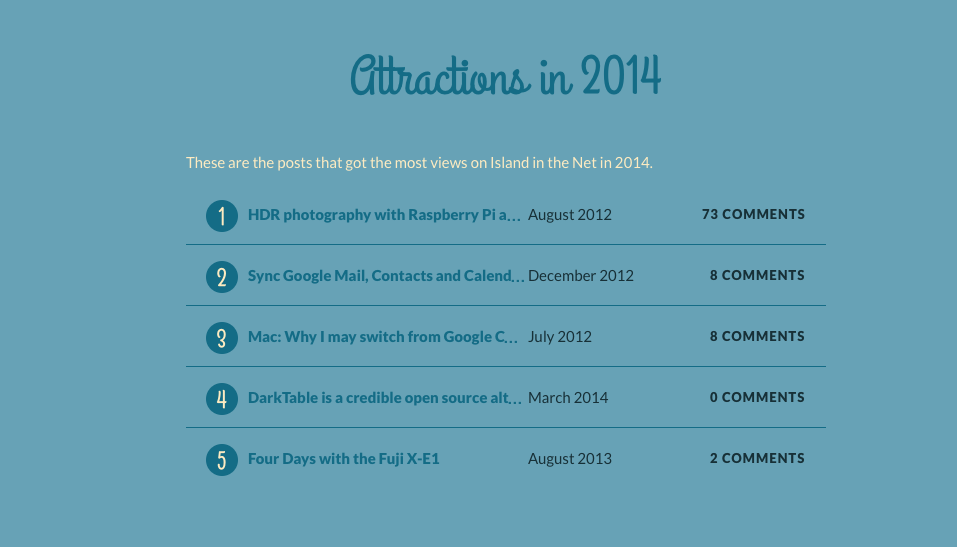 Attractions in 2014
These are the posts that got the most views on Island in the Net in 2014.
1 HDR photography with Raspberry Pi a... August 2012 73 COMMENTS
2 Sync Google Mail, Contacts and Calend... December 2012 8 COMMENTS
3 Mac: Why I may switch from Google C... July 2012 8 COMMENTS
4 DarkTable is a credible open source alt... March 2014 0 COMMENTS
5 Four Days with the Fuji X-E1 August 2013 2 COMMENTS